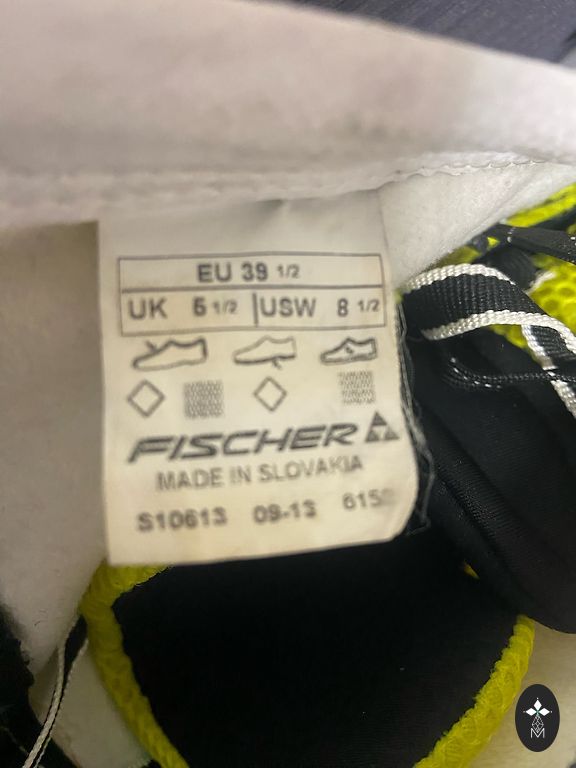 EU 39 1/2
UK 6 1/2 USW 8 1/2
FISCHER
MADE IN SLOVAKIA
S10613 09-13
M